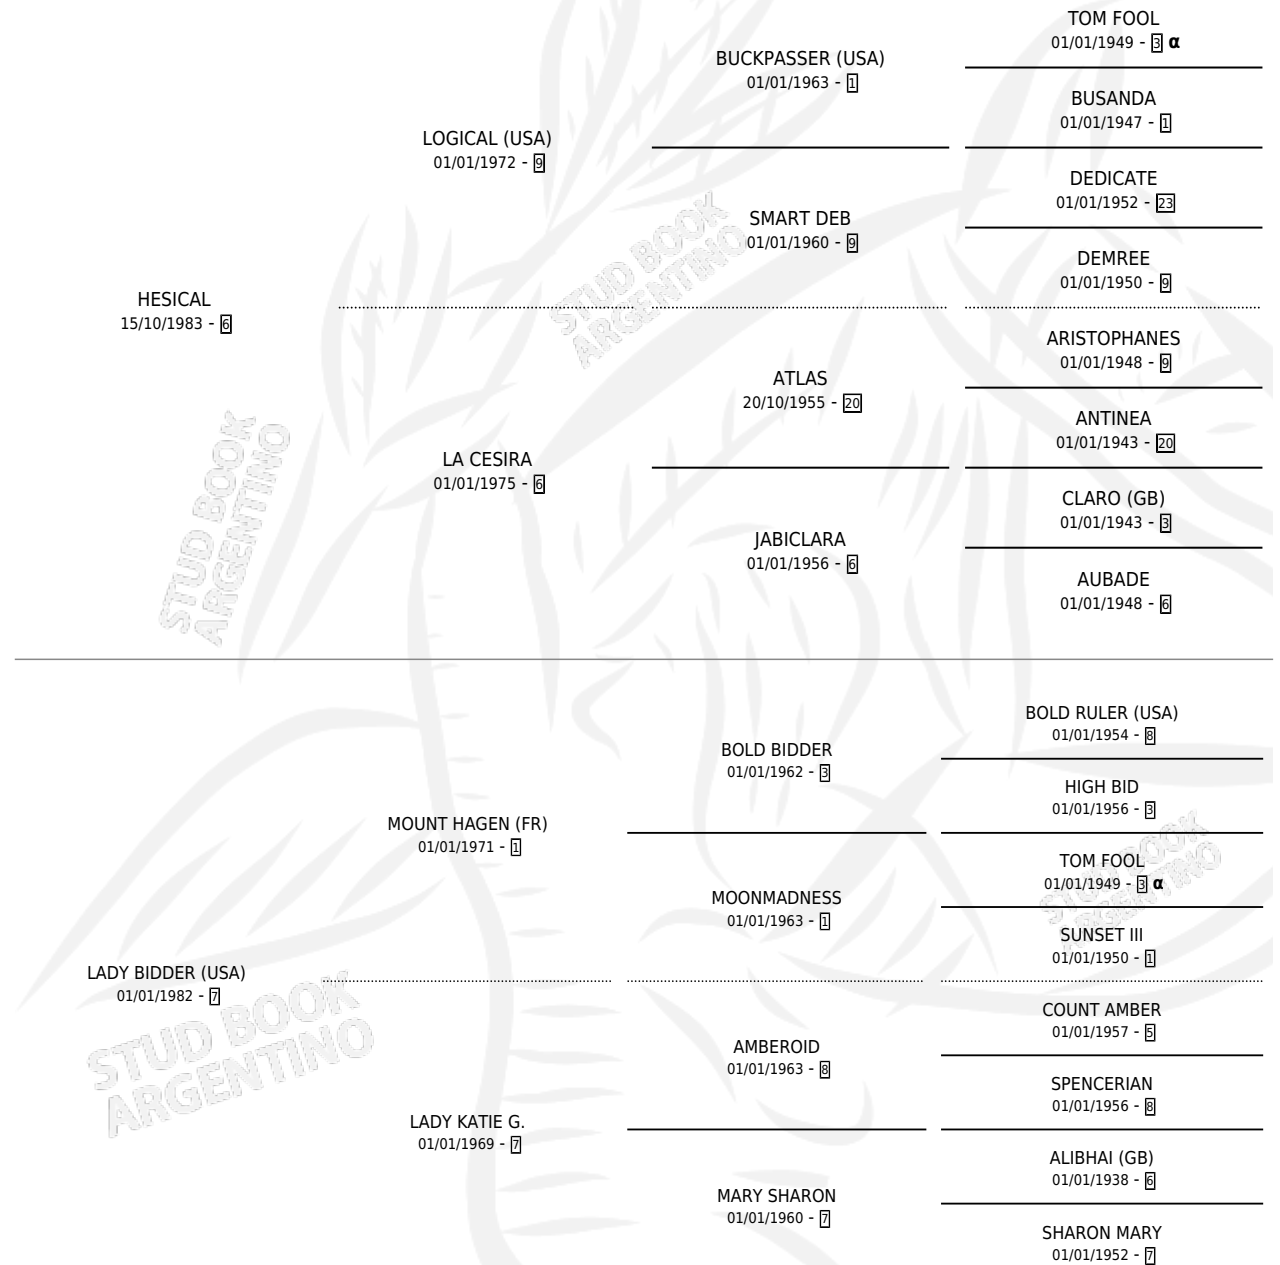 TOM FOOL
01/01/1949 - 3 α
BUCKPASSER (USA)
01/01/1963 - 1
BUSANDA
01/01/1947 - 1
LOGICAL (USA)
01/01/1972 - 9
DEDICATE
01/01/1952 - 23
SMART DEB
01/01/1960 - 9
DEMREE
01/01/1950 - 9
HESICAL
15/10/1983 - 6
ARISTOPHANES
01/01/1948 - 9
ATLAS
20/10/1955 - 20
ANTINEA
01/01/1943 - 20
LA CESIRA
01/01/1975 - 6
CLARO (GB)
01/01/1943 - 3
JABICLARA
01/01/1956 - 6
AUBADE
01/01/1948 - 6
BOLD RULER (USA)
01/01/1954 - 8
BOLD BIDDER
01/01/1962 - 3
HIGH BID
01/01/1956 - 3
MOUNT HAGEN (FR)
01/01/1971 - 1
TOM FOOL
01/01/1949 - 3 α
MOONMADNESS
01/01/1963 - 1
SUNSET III
01/01/1950 - 1
LADY BIDDER (USA)
01/01/1982 - 7
COUNT AMBER
01/01/1957 - 5
AMBEROID
01/01/1963 - 8
SPENCERIAN
01/01/1956 - 8
LADY KATIE G.
01/01/1969 - 7
ALIBHAI (GB)
01/01/1938 - 6
MARY SHARON
01/01/1960 - 7
SHARON MARY
01/01/1952 - 7
STUD BOOK
ARGENTINO
STUD BOOK
ARGENTINO
STUD BOOK
ARGENTINO
STUD BOOK
ARGENTINO